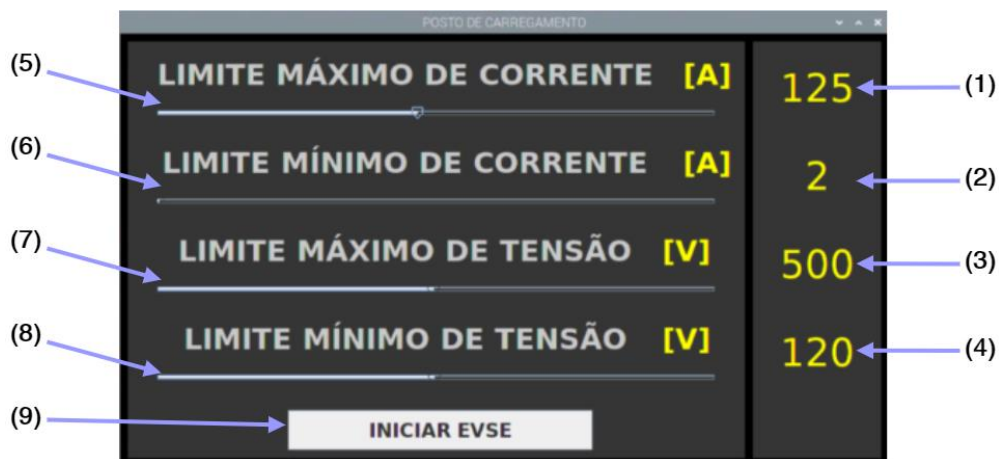 POSTO DE CARREGAMENTO
(5) LIMITE MÁXIMO DE CORRENTE [A] 125 (1)
(6) LIMITE MÍNIMO DE CORRENTE [A] 2 (2)
(7) LIMITE MÁXIMO DE TENSÃO [V] 500 (3)
(8) LIMITE MÍNIMO DE TENSÃO [V] 120 (4)
(9) INICIAR EVSE